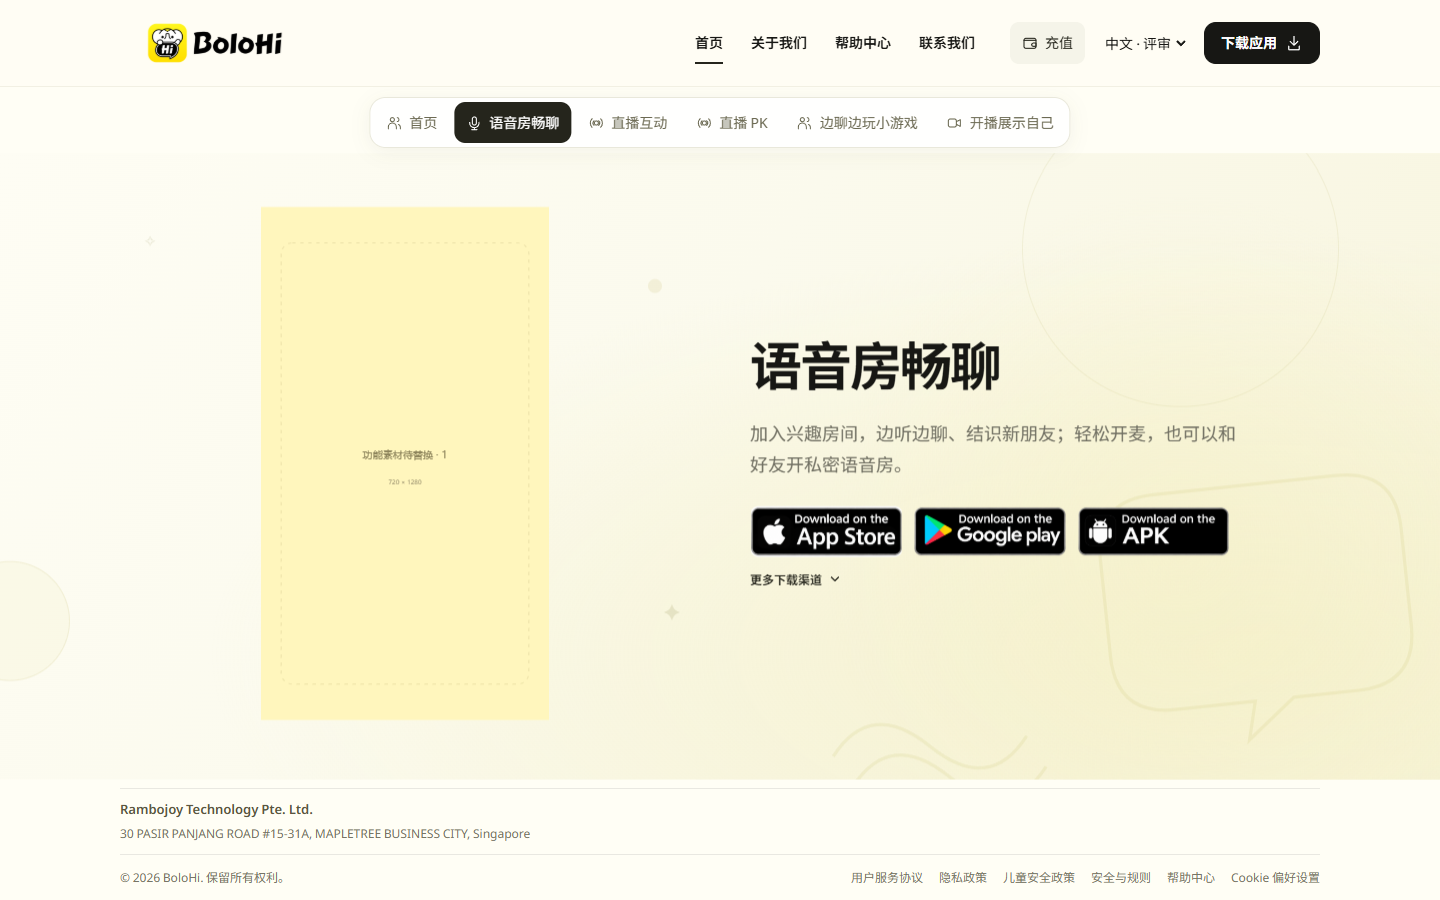 Hi BoloHi
首页 关于我们 帮助中心 联系我们 充值 中文 · 评审 下载应用
首页 语音房畅聊 直播互动 直播 PK 边聊边玩小游戏 开播展示自己
功能素材待替换 · 1
720 × 1280
语音房畅聊
加入兴趣房间，边听边聊、结识新朋友；轻松开麦，也可以和
好友开私密语音房。
Download on the App Store
Download on the Google play
Download on the APK
更多下载渠道
Rambojoy Technology Pte. Ltd.
30 PASIR PANJANG ROAD #15-31A, MAPLETREE BUSINESS CITY, Singapore
© 2026 BoloHi. 保留所有权利。
用户服务协议 隐私政策 儿童安全政策 安全与规则 帮助中心 Cookie 偏好设置